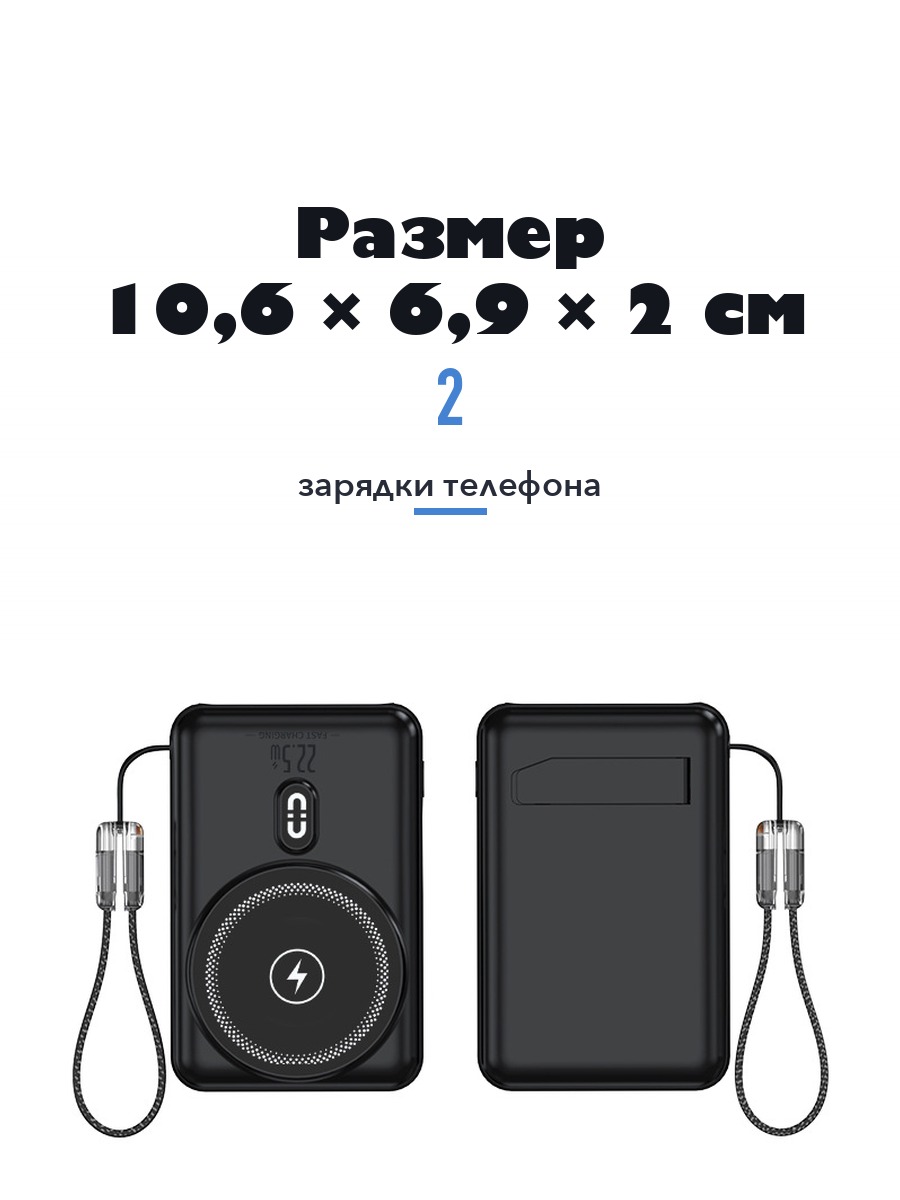 Размер
10,6 × 6,9 × 2 см
2
зарядки телефона
— FAST CHARGING —
22.5W